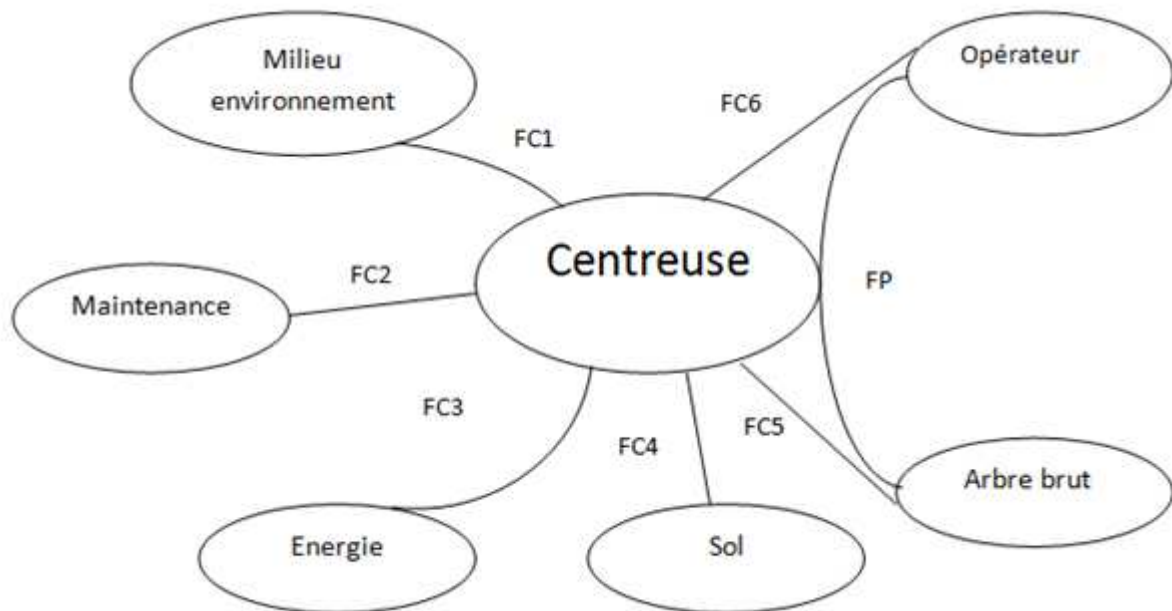 Milieu
environnement
Opérateur
FC6
FC1
Centreuse
FC2
FP
Maintenance
FC3
FC4
FC5
Arbre brut
Energie
Sol